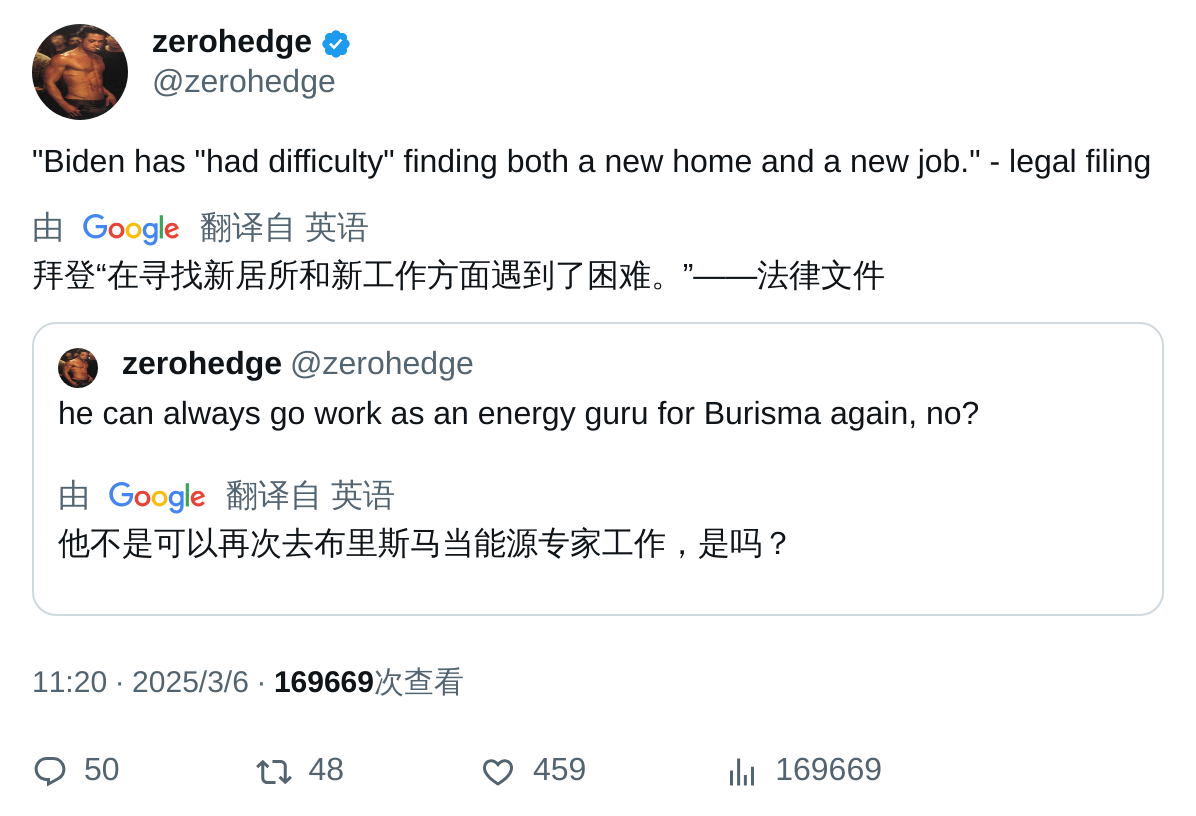 zerohedge
@zerohedge
"Biden has "had difficulty" finding both a new home and a new job." - legal filing
由 Google 翻译自 英语
拜登“在寻找新居所和新工作方面遇到了困难。”——法律文件
zerohedge @zerohedge
he can always go work as an energy guru for Burisma again, no?
由 Google 翻译自 英语
他不是可以再次去布里斯马当能源专家工作，是吗？
11:20 · 2025/3/6 · 169669次查看
50 48 459 169669